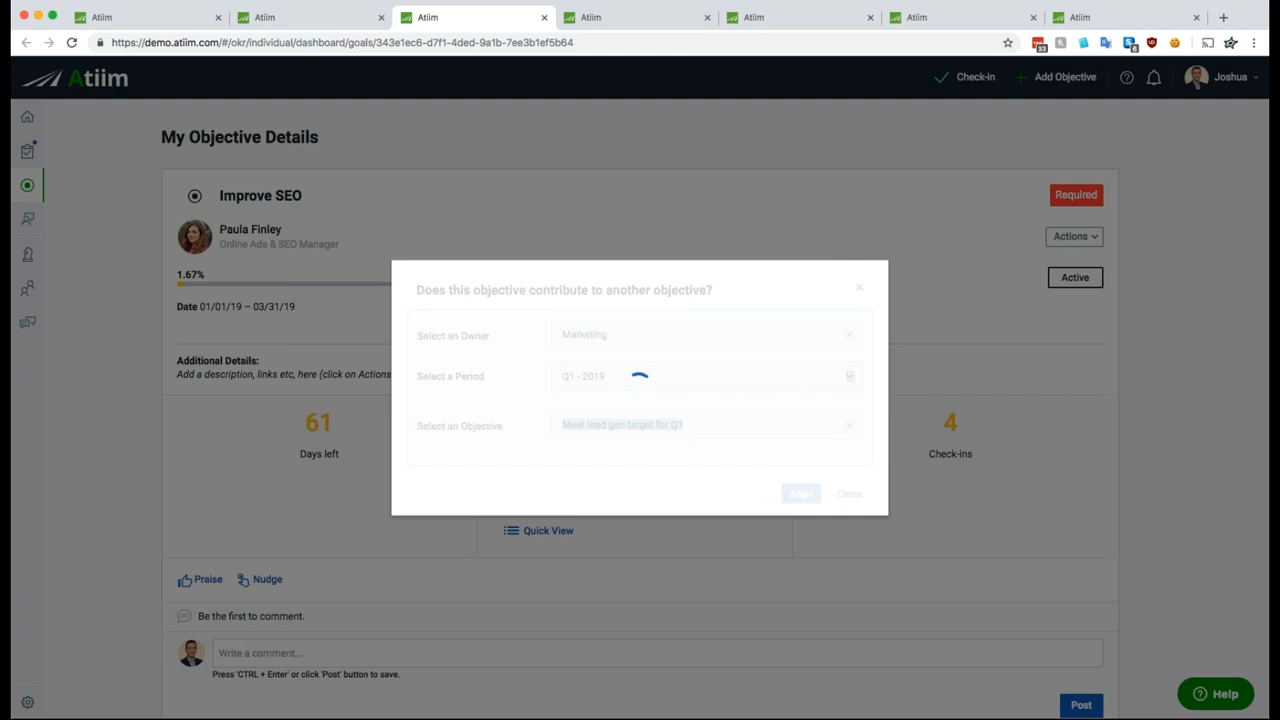 Atiim
Atiim
Atiim
Atiim
Atiim
Atiim
Atiim
https://demo.atiim.com/#/okr/individual/dashboard/goals/343e1ec6-d7f1-4ded-9a1b-7ee3b1ef5b64
33
6
Atiim
Check-in
Add Objective
Joshua
My Objective Details
Improve SEO
Required
Paula Finley
Online Ads & SEO Manager
Actions
1.67%
Active
Date 01/01/19 – 03/31/19
Does this objective contribute to another objective?
Select an Owner
Marketing
Additional Details:
Add a description, links etc, here (click on Actions
Select a Period
Q1 - 2019
61
Days left
Select an Objective
Meet lead gen target for Q1
4
Check-ins
Align
Close
Quick View
Praise
Nudge
Be the first to comment.
Write a comment...
Press 'CTRL + Enter' or click 'Post' button to save.
Help
Post